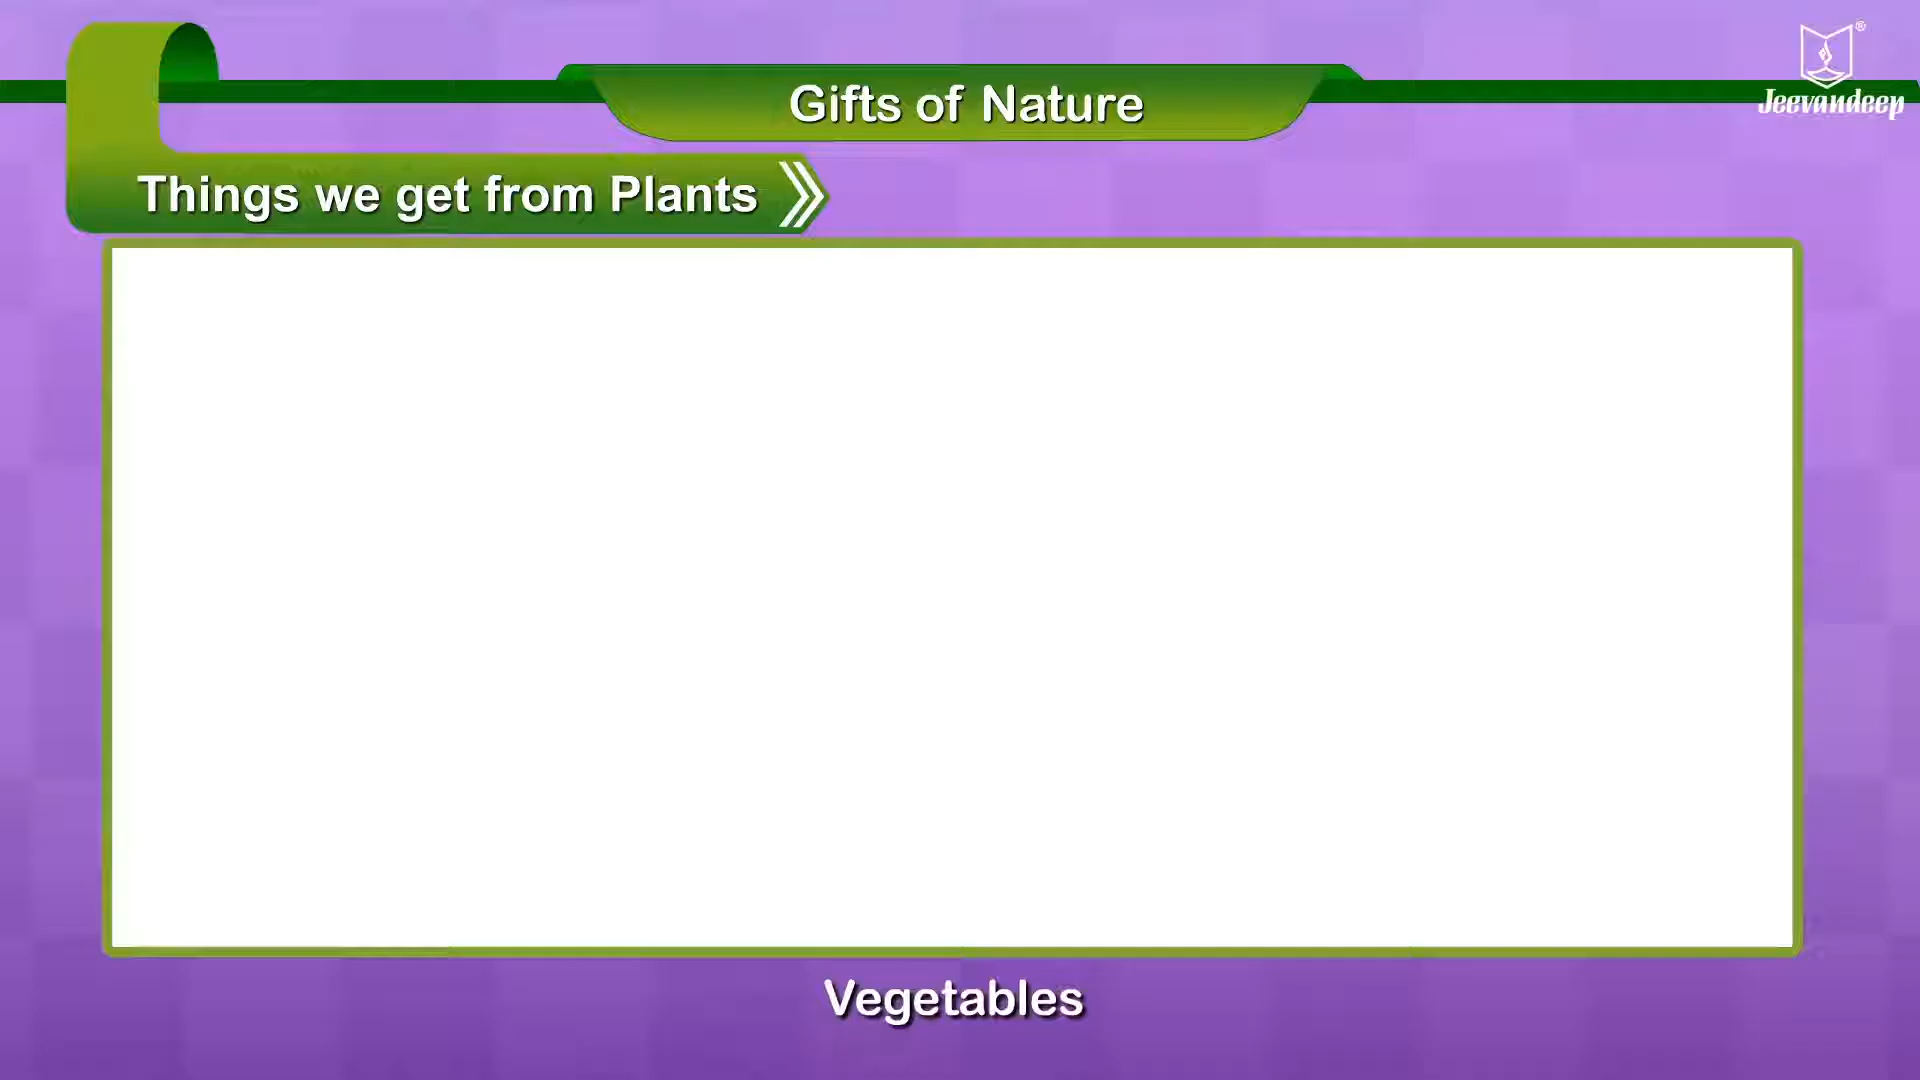 Gifts of Nature
®
Jeevandeep
Things we get from Plants
Vegetables